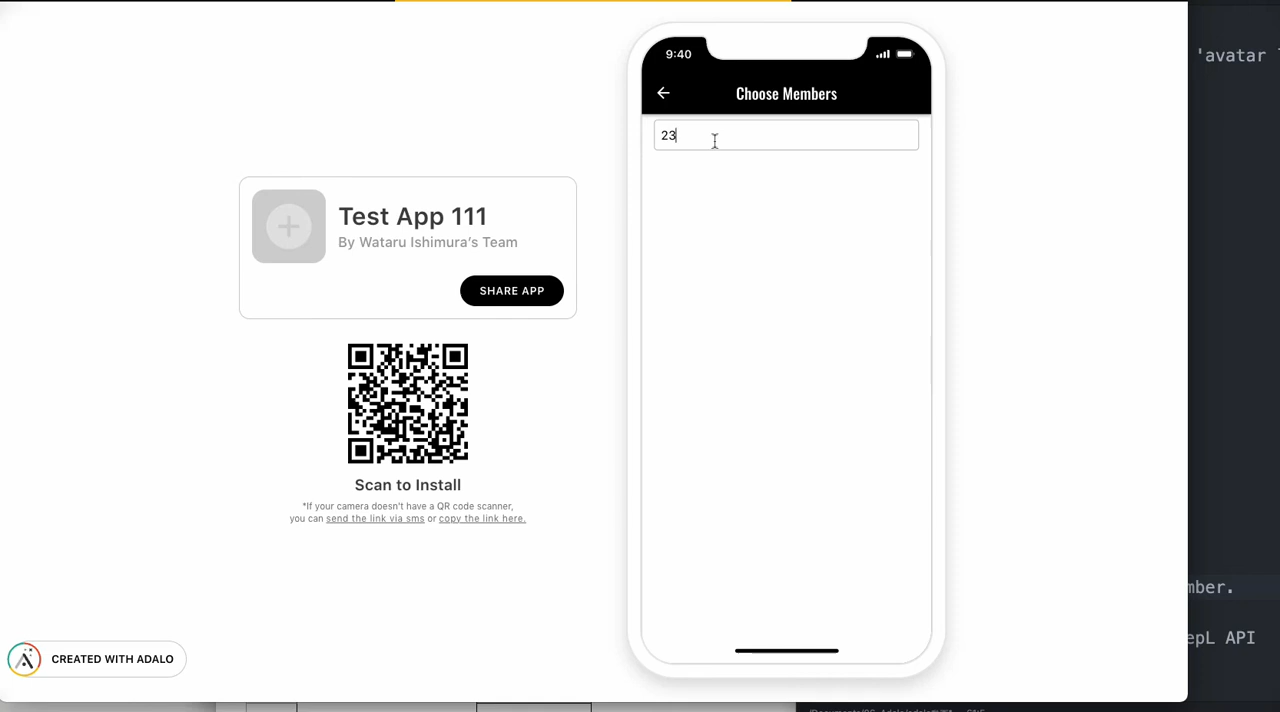 'avatar
9:40
Choose Members
23
Test App 111
By Wataru Ishimura's Team
SHARE APP
Scan to Install
*If your camera doesn't have a QR code scanner,
you can send the link via sms or copy the link here.
mber.
epL API
CREATED WITH ADALO